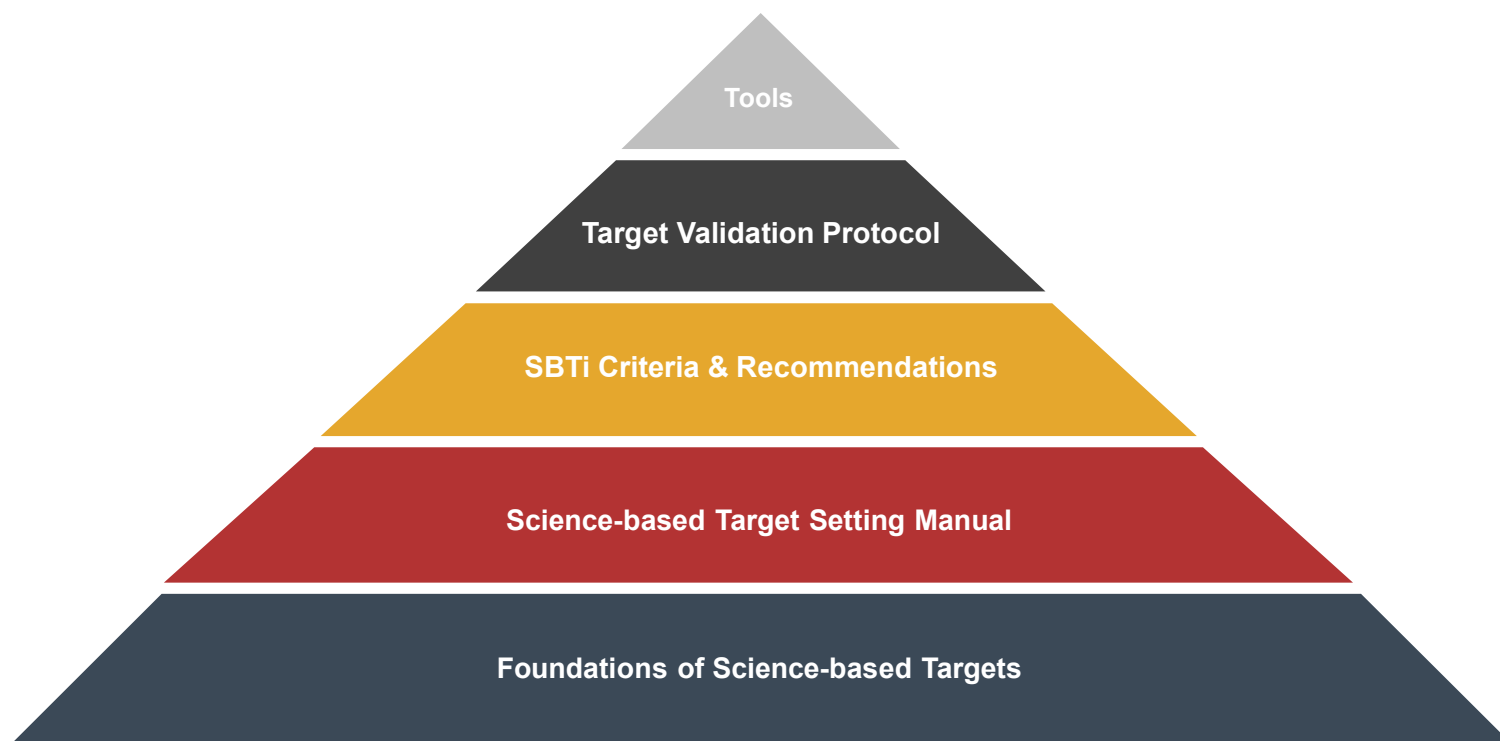 Tools
Target Validation Protocol
SBTi Criteria & Recommendations
Science-based Target Setting Manual
Foundations of Science-based Targets